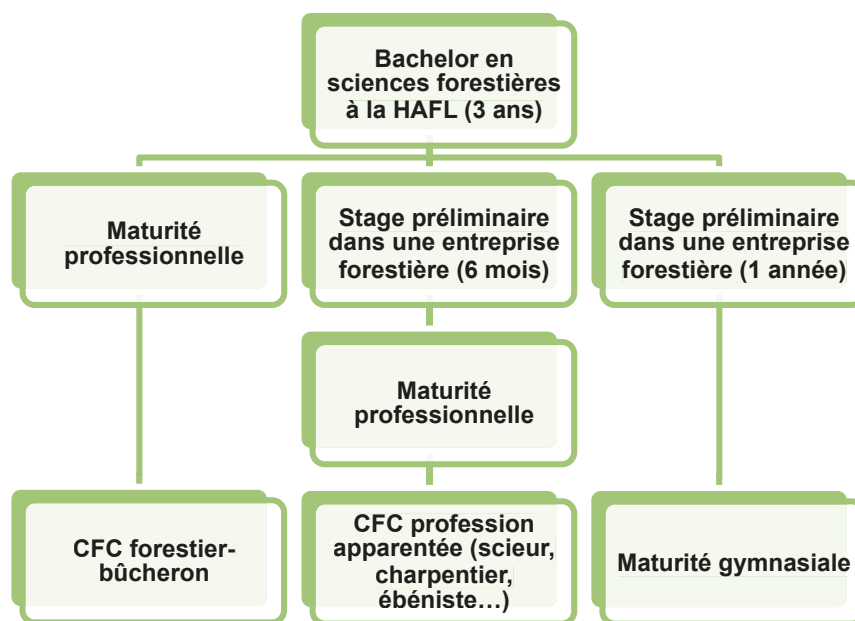 Bachelor en
sciences forestières
à la HAFL (3 ans)
Maturité
professionnelle
Stage préliminaire
dans une entreprise
forestière (6 mois)
Stage préliminaire
dans une entreprise
forestière (1 année)
Maturité
professionnelle
CFC forestier-
bûcheron
CFC profession
apparentée (scieur,
charpentier,
ébéniste…)
Maturité gymnasiale